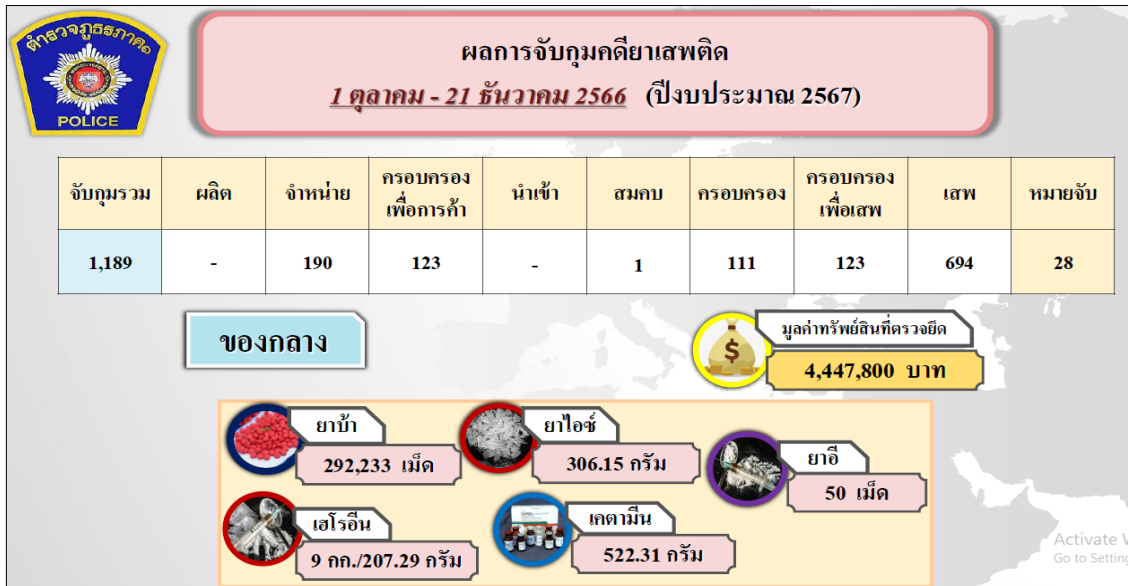 ตำรวจภูธรภาค๑
POLICE
ผลการจับกุมคดียาเสพติด
1 ตุลาคม - 21 ธันวาคม 2566 (ปีงบประมาณ 2567)
จับกุมรวม ผลิต จำหน่าย ครอบครองเพื่อการค้า นำเข้า สมคบ ครอบครอง ครอบครองเพื่อเสพ เสพ หมายจับ
1,189 - 190 123 - 1 111 123 694 28
ของกลาง
มูลค่าทรัพย์สินที่ตรวจยึด
4,447,800 บาท
ยาบ้า
292,233 เม็ด
ยาไอซ์
306.15 กรัม
ยาอี
50 เม็ด
เฮโรอีน
9 กก./207.29 กรัม
เคตามีน
522.31 กรัม
Activate
Go to